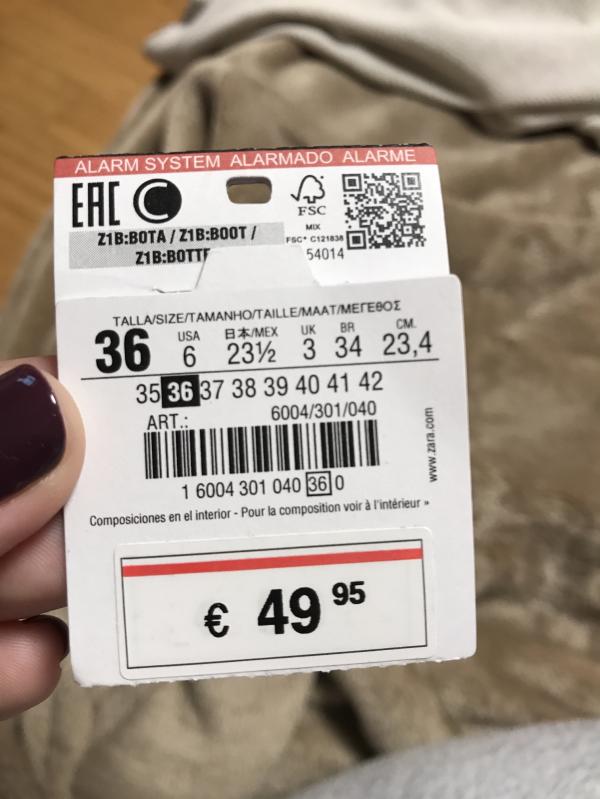 ALARM SYSTEM ALARMADO ALARME
EAC
FSC
MIX
FSC* C121838
Z1B:BOTA / Z1B:BOOT /
Z1B:BOTTE
54014
TALLA/SIZE/TAMANHO/TAILLE/MAAT/ΜΕΓΕΘΟΣ
36 USA 6 日本/MEX 23½ UK 3 BR 34 CM. 23,4
35 36 37 38 39 40 41 42
ART.: 6004/301/040
1 6004 301 040 36 0
www.zara.com
Composiciones en el interior - Pour la composition voir à l'intérieur »
€ 49 95